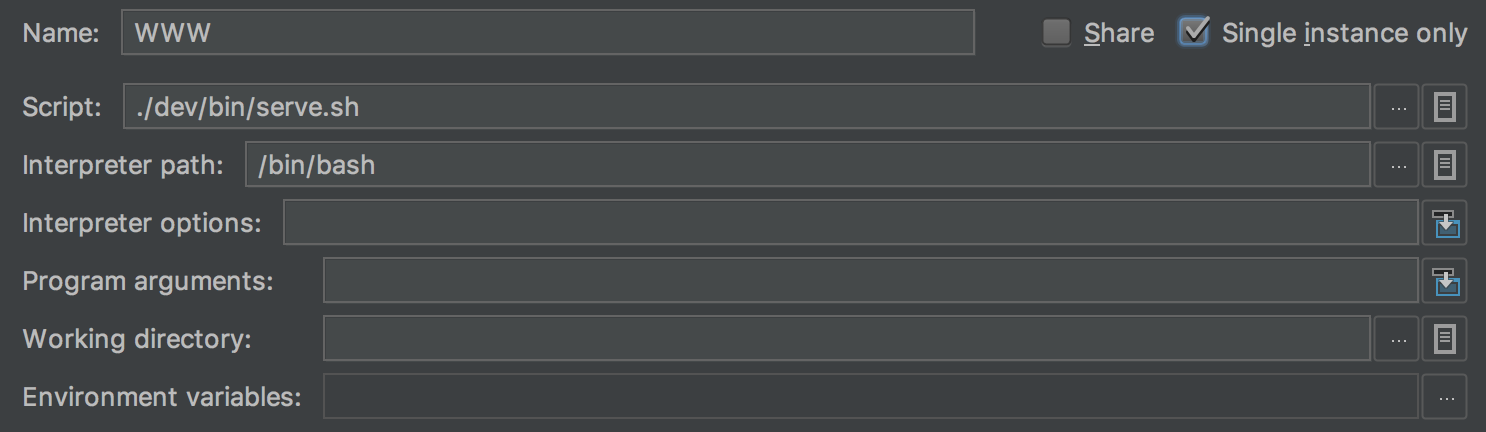 Name: WWW Share Single instance only
Script: ./dev/bin/serve.sh ...
Interpreter path: /bin/bash ...
Interpreter options:
Program arguments:
Working directory: ...
Environment variables: ...